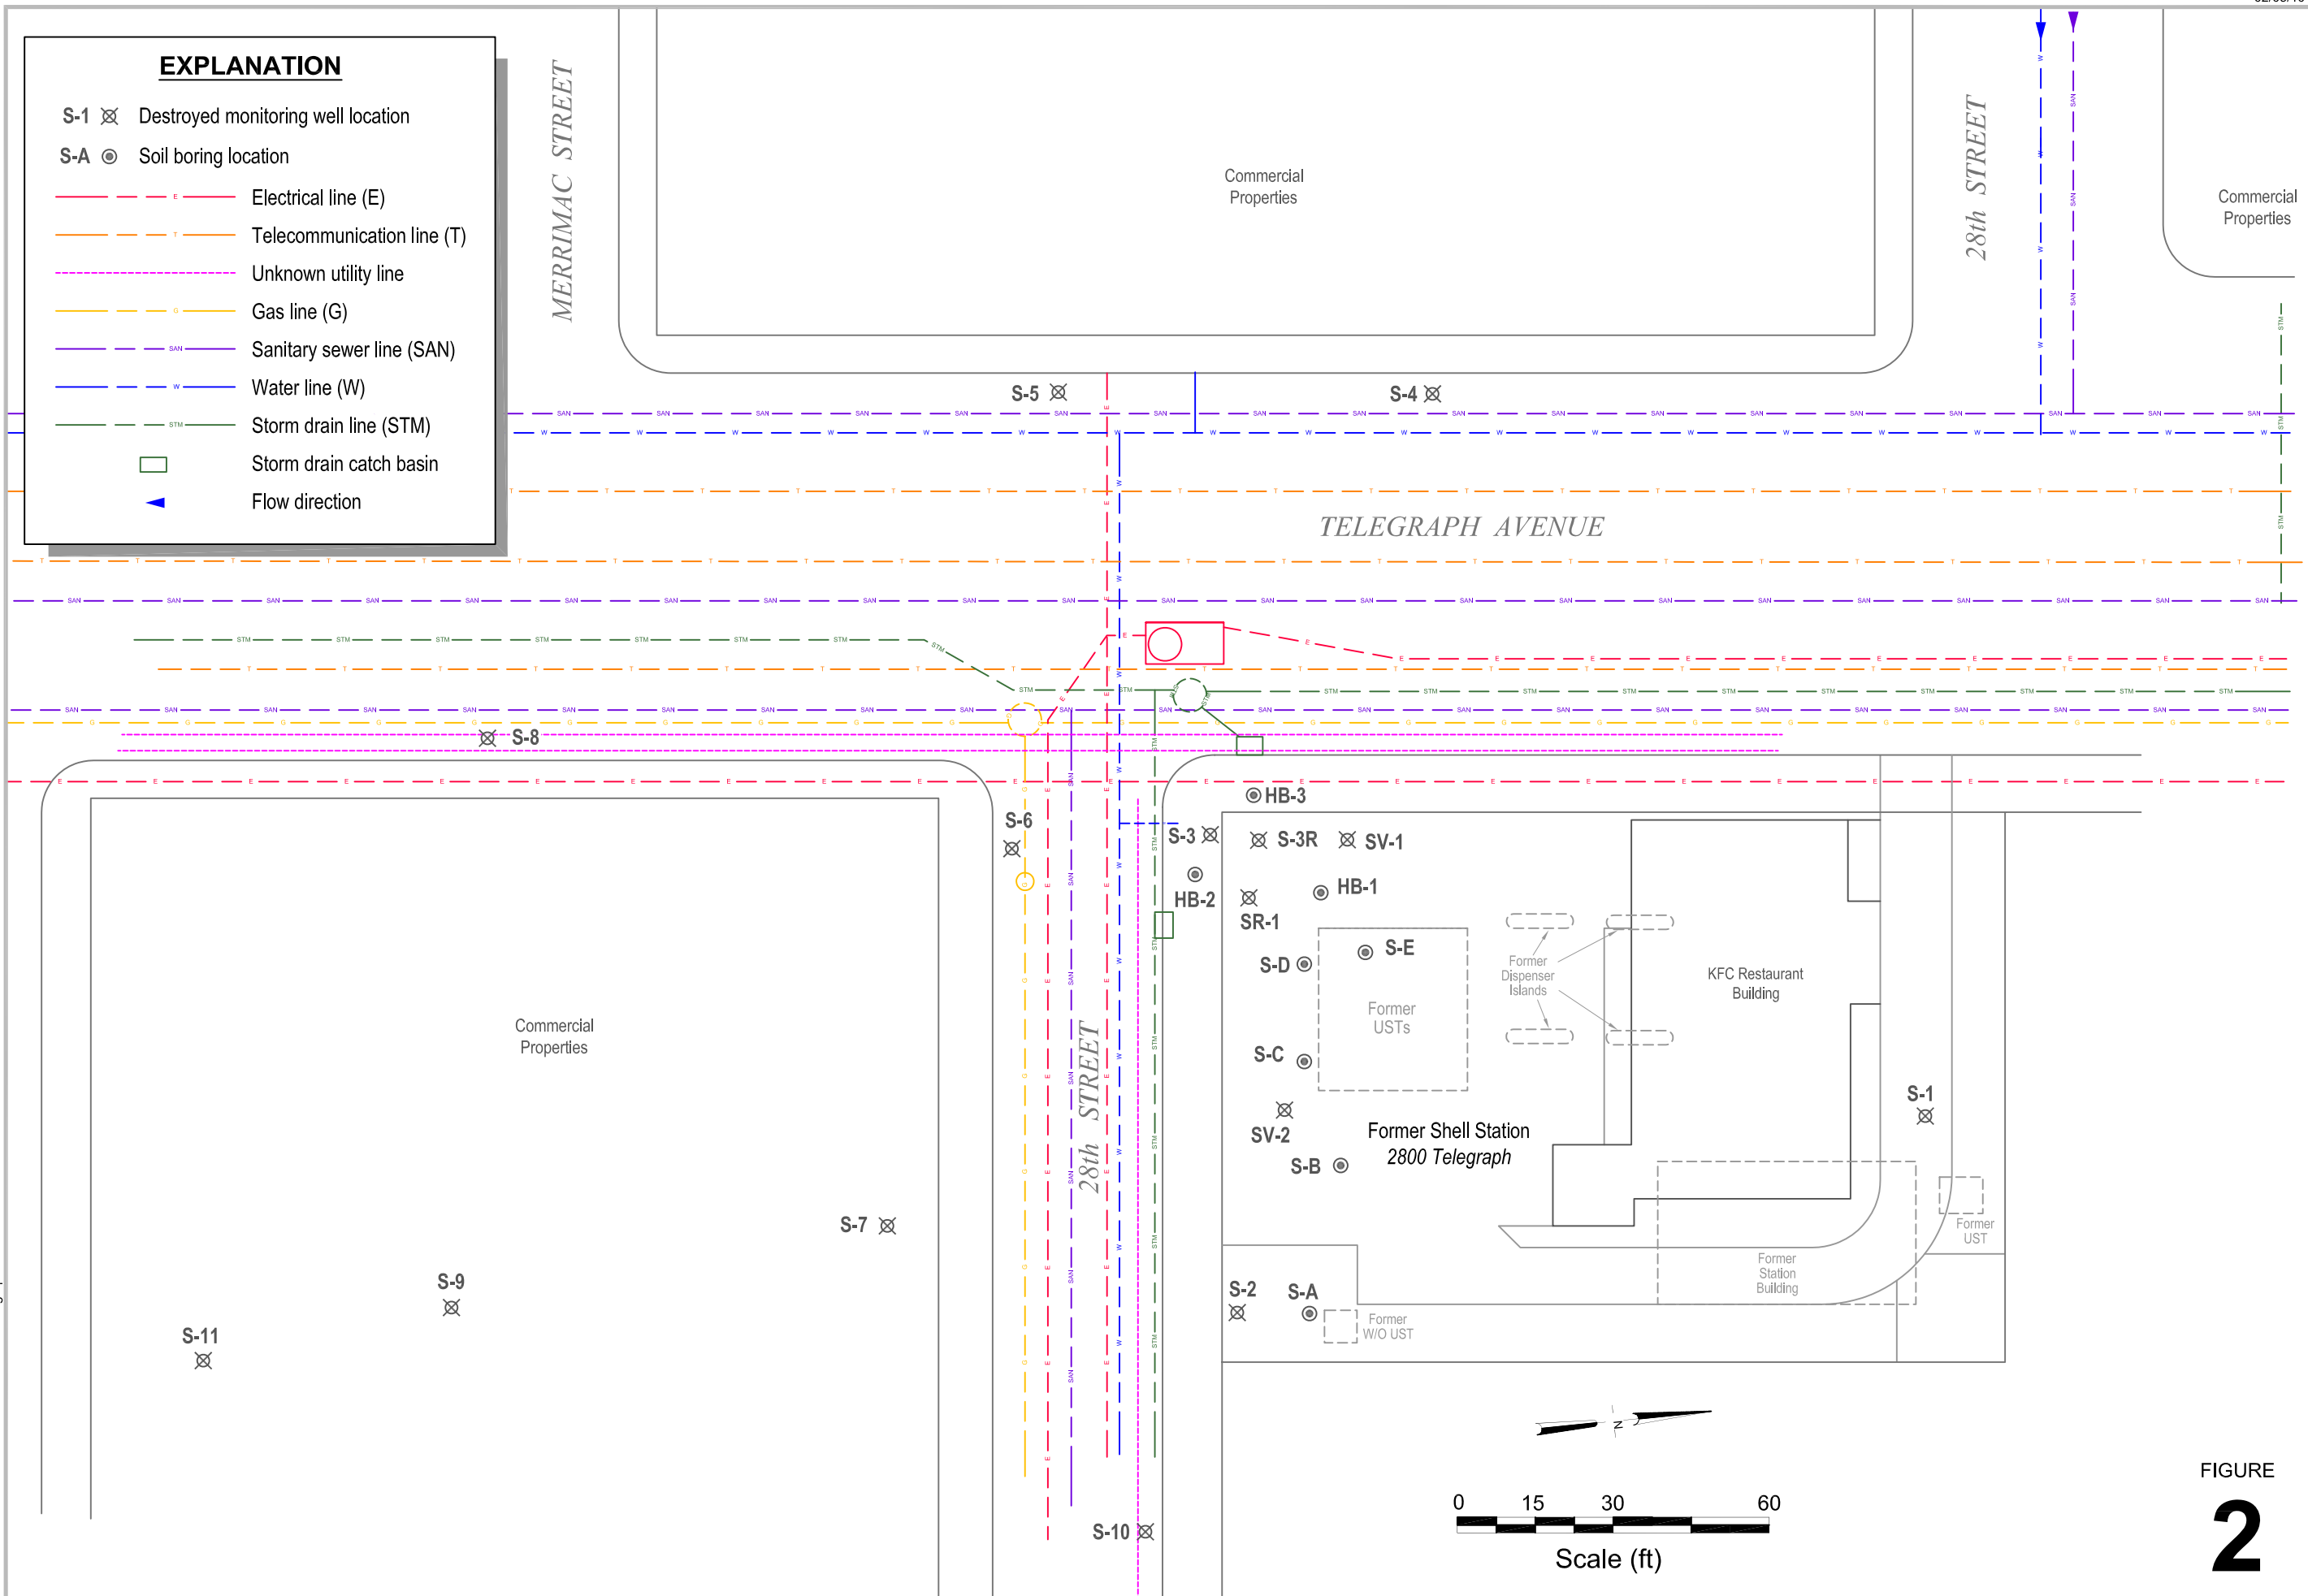 EXPLANATION
S-1 Destroyed monitoring well location
S-A Soil boring location
E Electrical line (E)
T Telecommunication line (T)
Unknown utility line
G Gas line (G)
SAN Sanitary sewer line (SAN)
W Water line (W)
STM Storm drain line (STM)
Storm drain catch basin
Flow direction
MERRIMAC STREET
Commercial
Properties
28th STREET
Commercial
Properties
S-5
S-4
TELEGRAPH AVENUE
S-8
HB-3
S-6
S-3
S-3R
SV-1
HB-2
SR-1
HB-1
S-D
S-E
S-C
Former
USTs
Former
Dispenser
Islands
KFC Restaurant
Building
Commercial
Properties
28th STREET
SV-2
S-B
Former Shell Station
2800 Telegraph
S-1
Former
UST
Former
Station
Building
S-7
S-9
S-11
S-2
S-A
Former
W/O UST
S-10
N
0 15 30 60
Scale (ft)
FIGURE
2